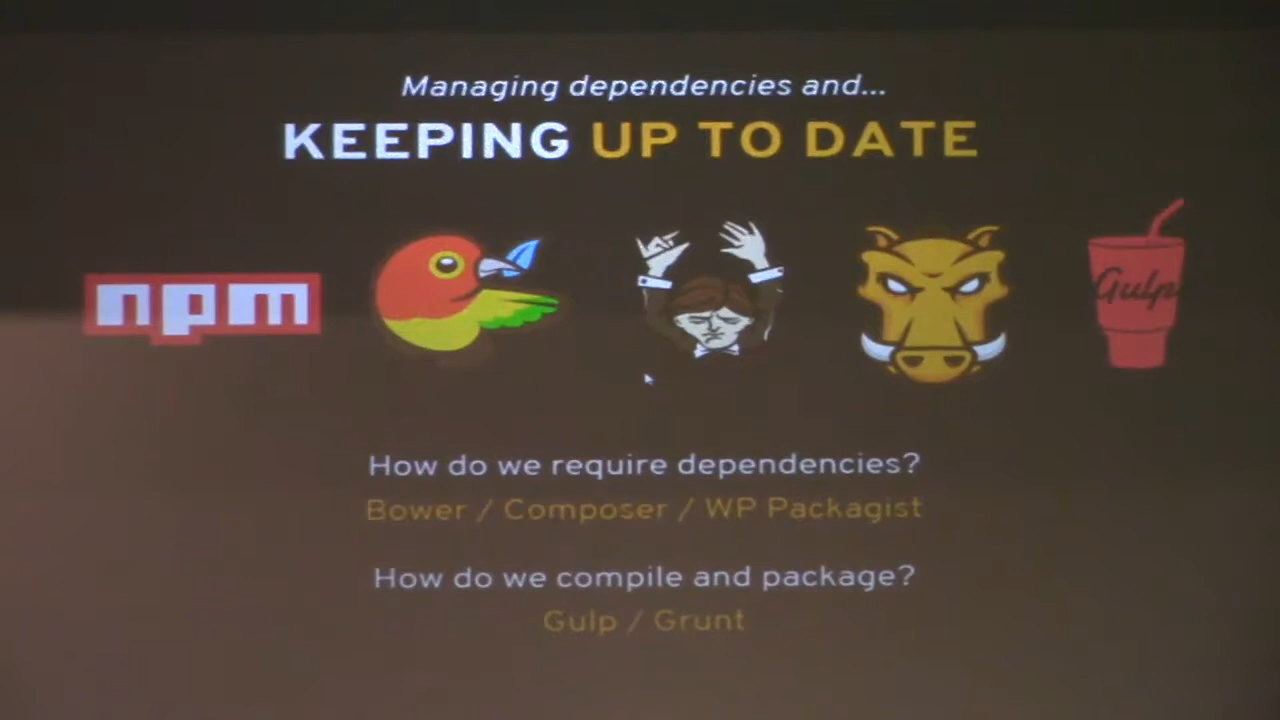 Managing dependencies and...
KEEPING UP TO DATE
npm
Gulp
How do we require dependencies?
Bower / Composer / WP Packagist
How do we compile and package?
Gulp / Grunt